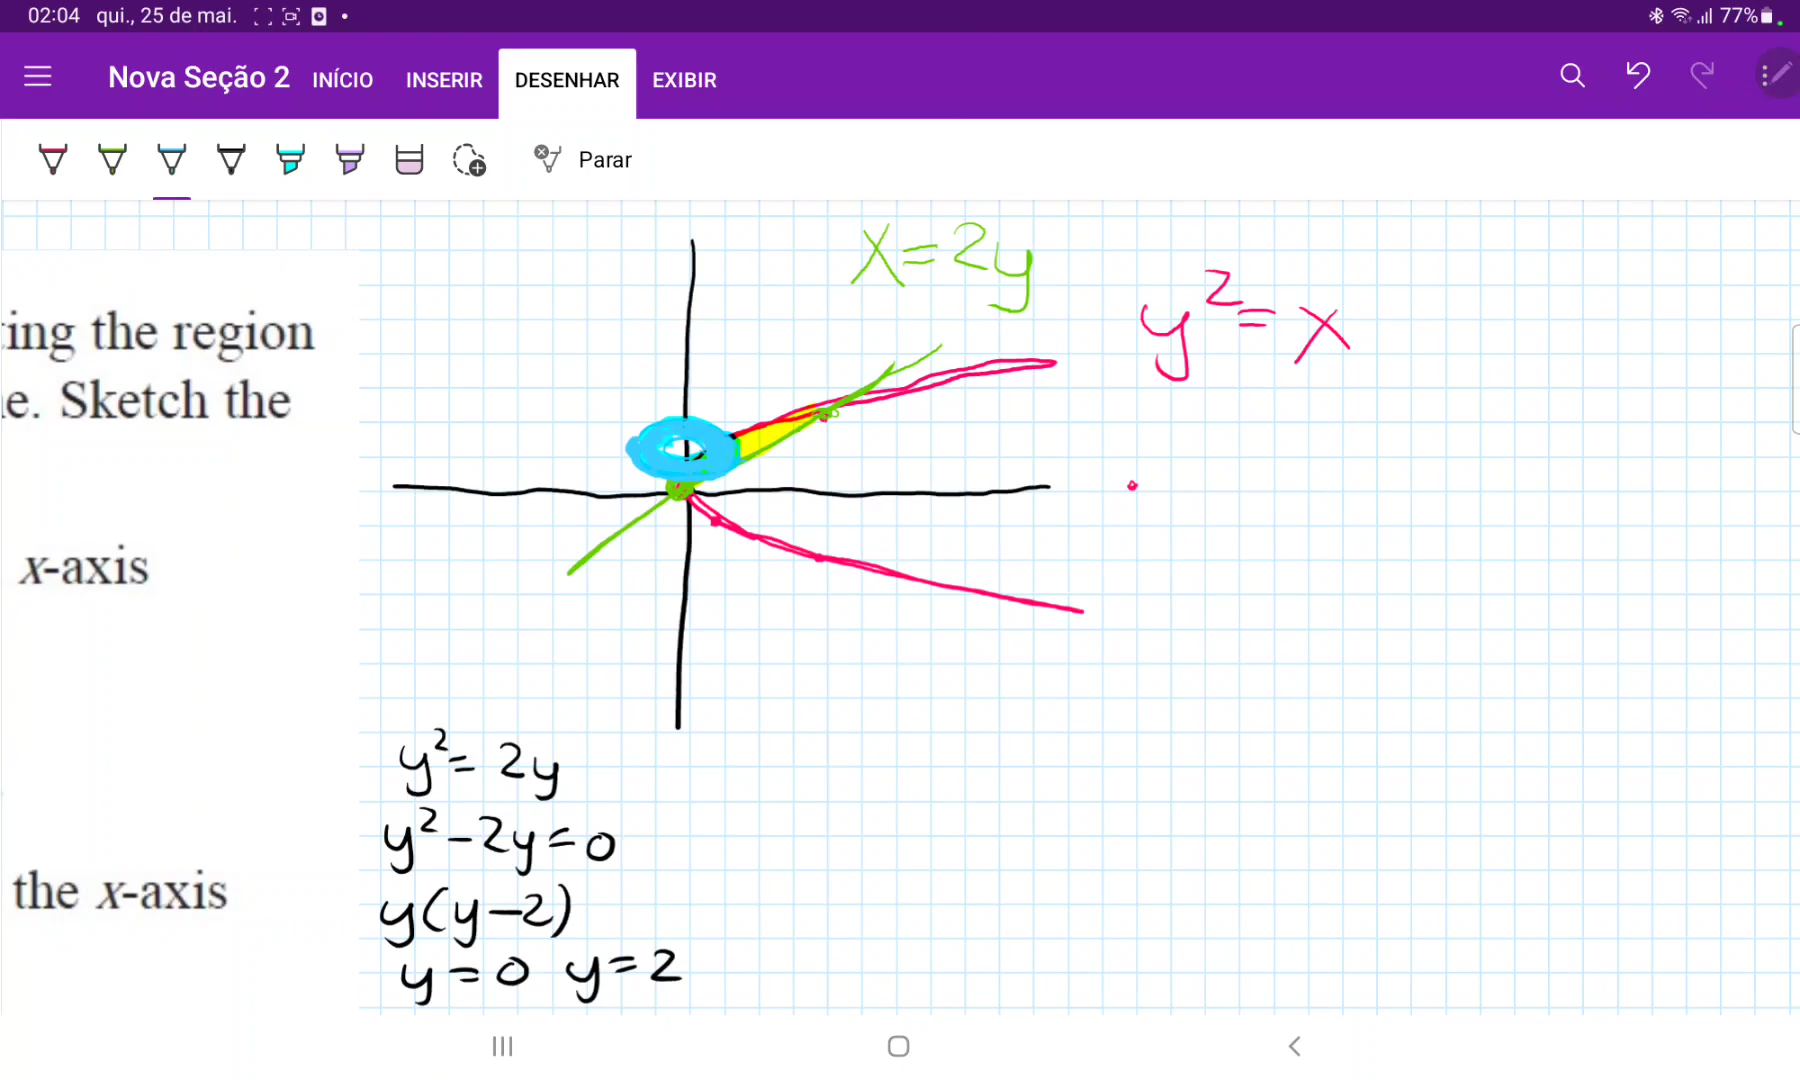 02:04 qui., 25 de mai. 77%
Nova Seção 2 INÍCIO INSERIR DESENHAR EXIBIR
Parar
x=2y
y²=x
ing the region
e. Sketch the
x-axis
y²=2y
y²-2y=0
the x-axis
y(y-2)
y=0 y=2